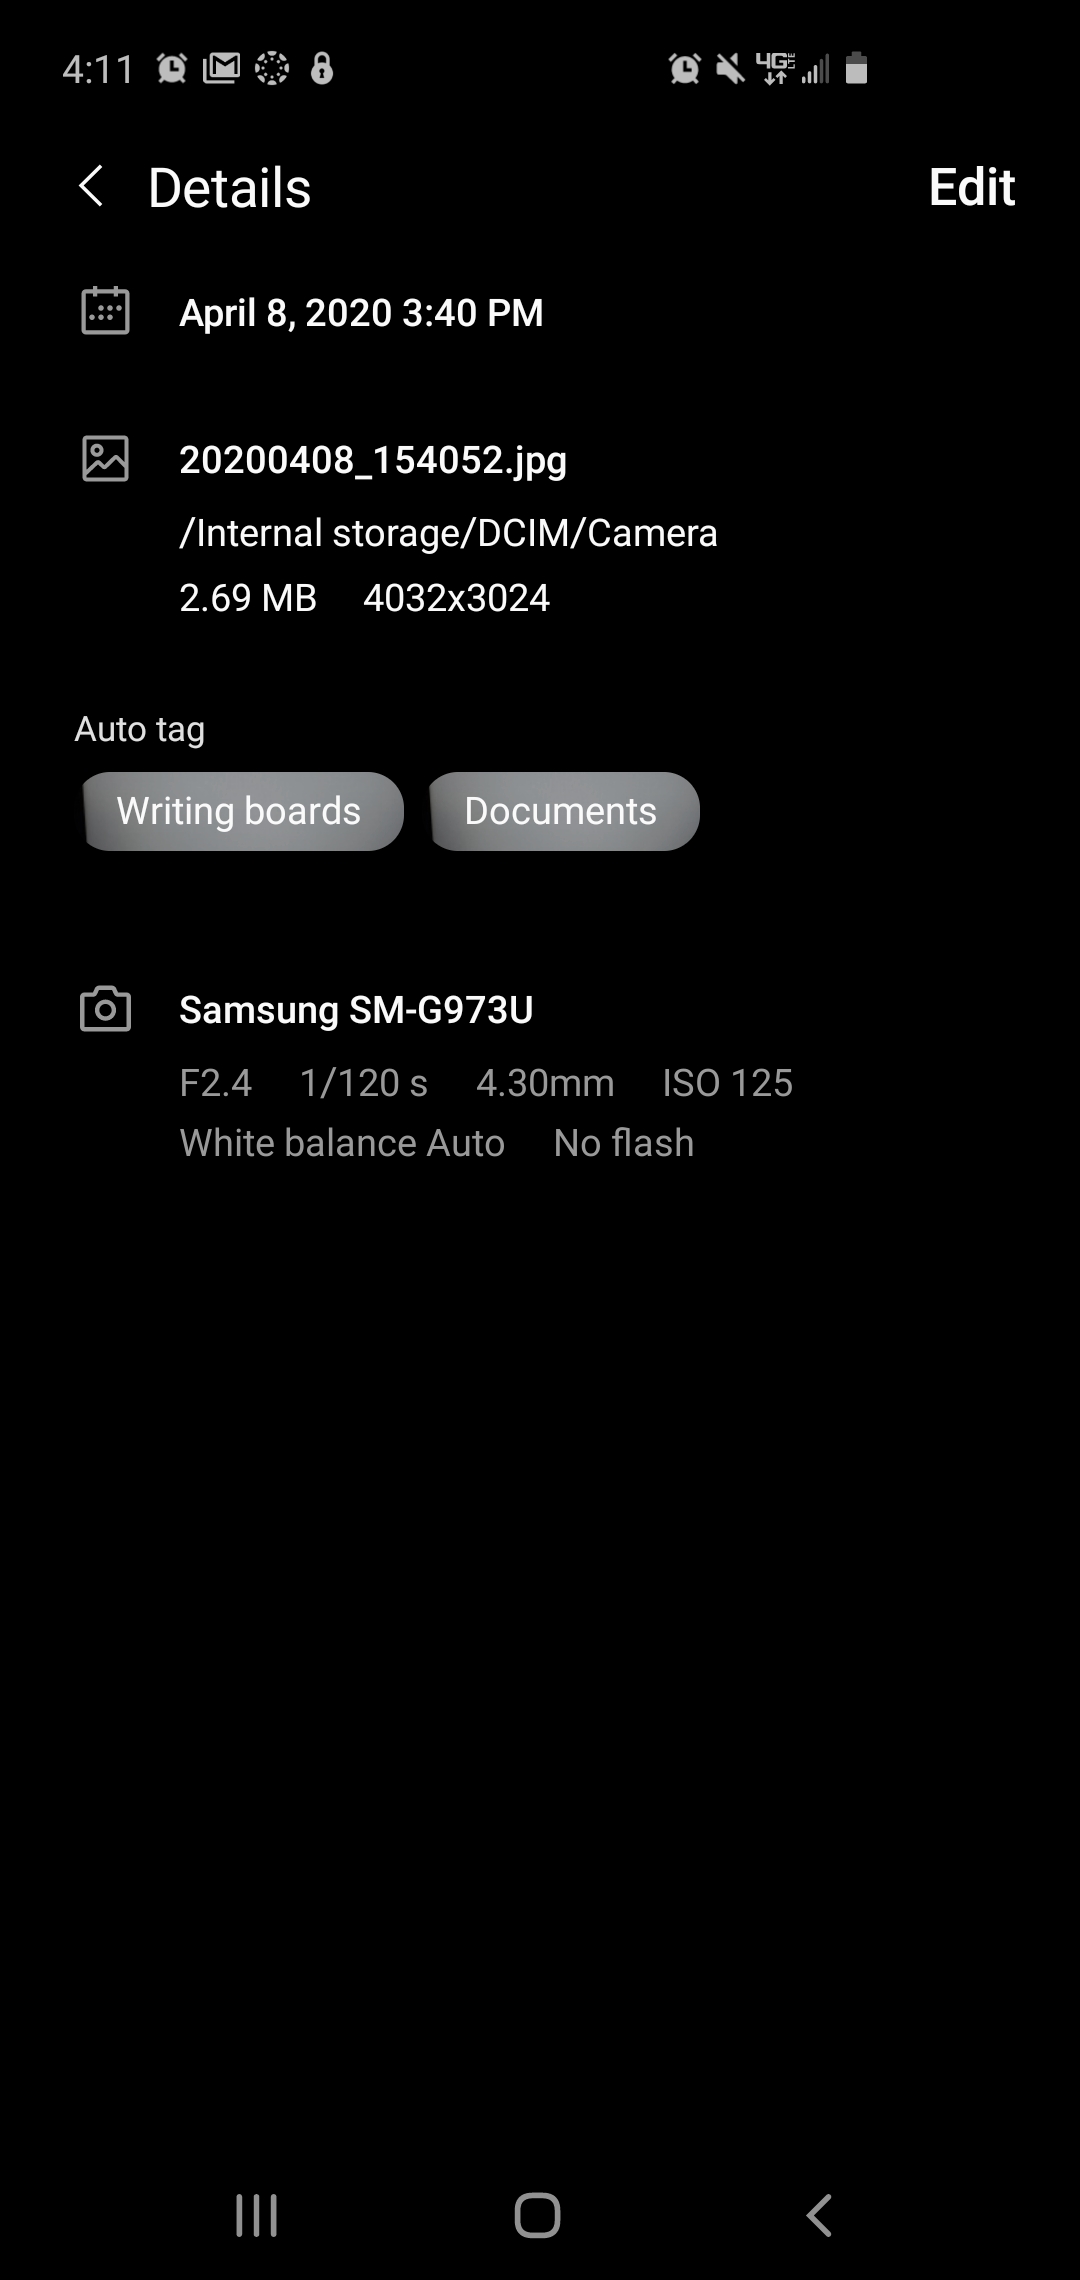 4:11
4G LTE
Details
Edit
April 8, 2020 3:40 PM
20200408_154052.jpg
/Internal storage/DCIM/Camera
2.69 MB 4032x3024
Auto tag
Writing boards Documents
Samsung SM-G973U
F2.4 1/120 s 4.30mm ISO 125
White balance Auto No flash